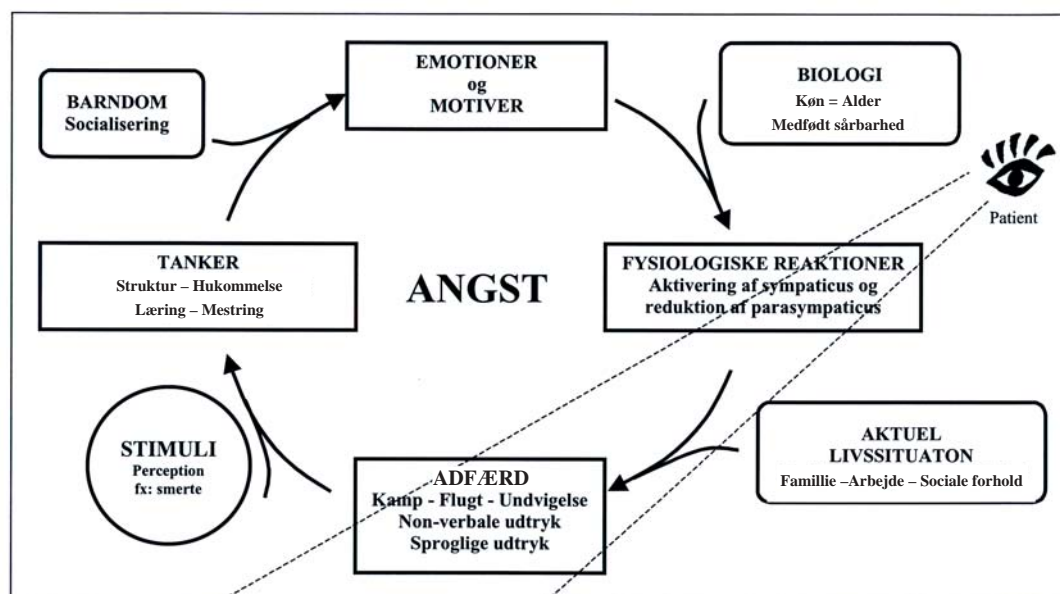 EMOTIONER
og
MOTIVER
BARNDOM
Socialisering
BIOLOGI
Køn = Alder
Medfødt sårbarhed
Patient
TANKER
Struktur – Hukommelse
Læring – Mestring
ANGST
FYSIOLOGISKE REAKTIONER
Aktivering af sympaticus og
reduktion af parasympaticus
STIMULI
Perception
fx: smerte
ADFÆRD
Kamp - Flugt - Undvigelse
Non-verbale udtryk
Sproglige udtryk
AKTUEL
LIVSSITUATON
Famillie –Arbejde – Sociale forhold